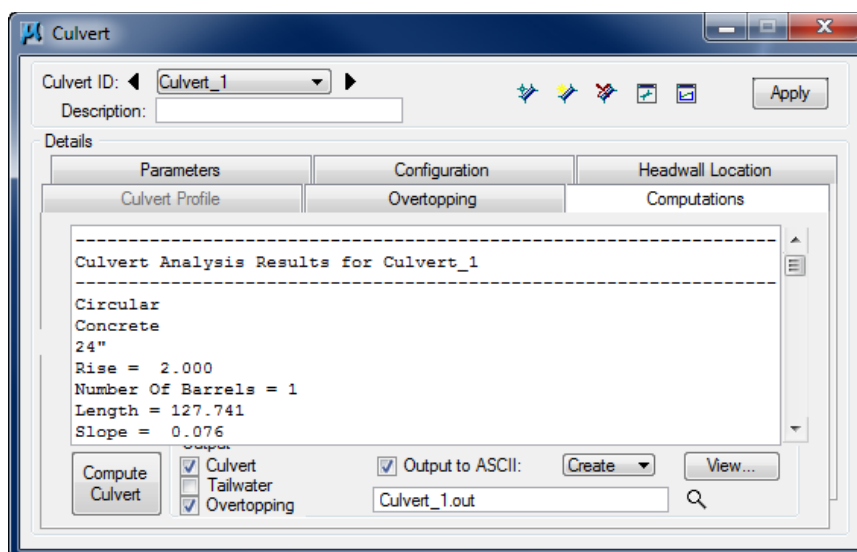 Culvert
Culvert ID: Culvert_1
Apply
Description:
Details
Parameters Configuration Headwall Location
Culvert Profile Overtopping Computations
------------------------------------------------------------------
Culvert Analysis Results for Culvert_1
------------------------------------------------------------------
Circular
Concrete
24"
Rise = 2.000
Number Of Barrels = 1
Length = 127.741
Slope = 0.076
Output
Compute Culvert
Culvert
Tailwater
Overtopping
Output to ASCII: Create View...
Culvert_1.out